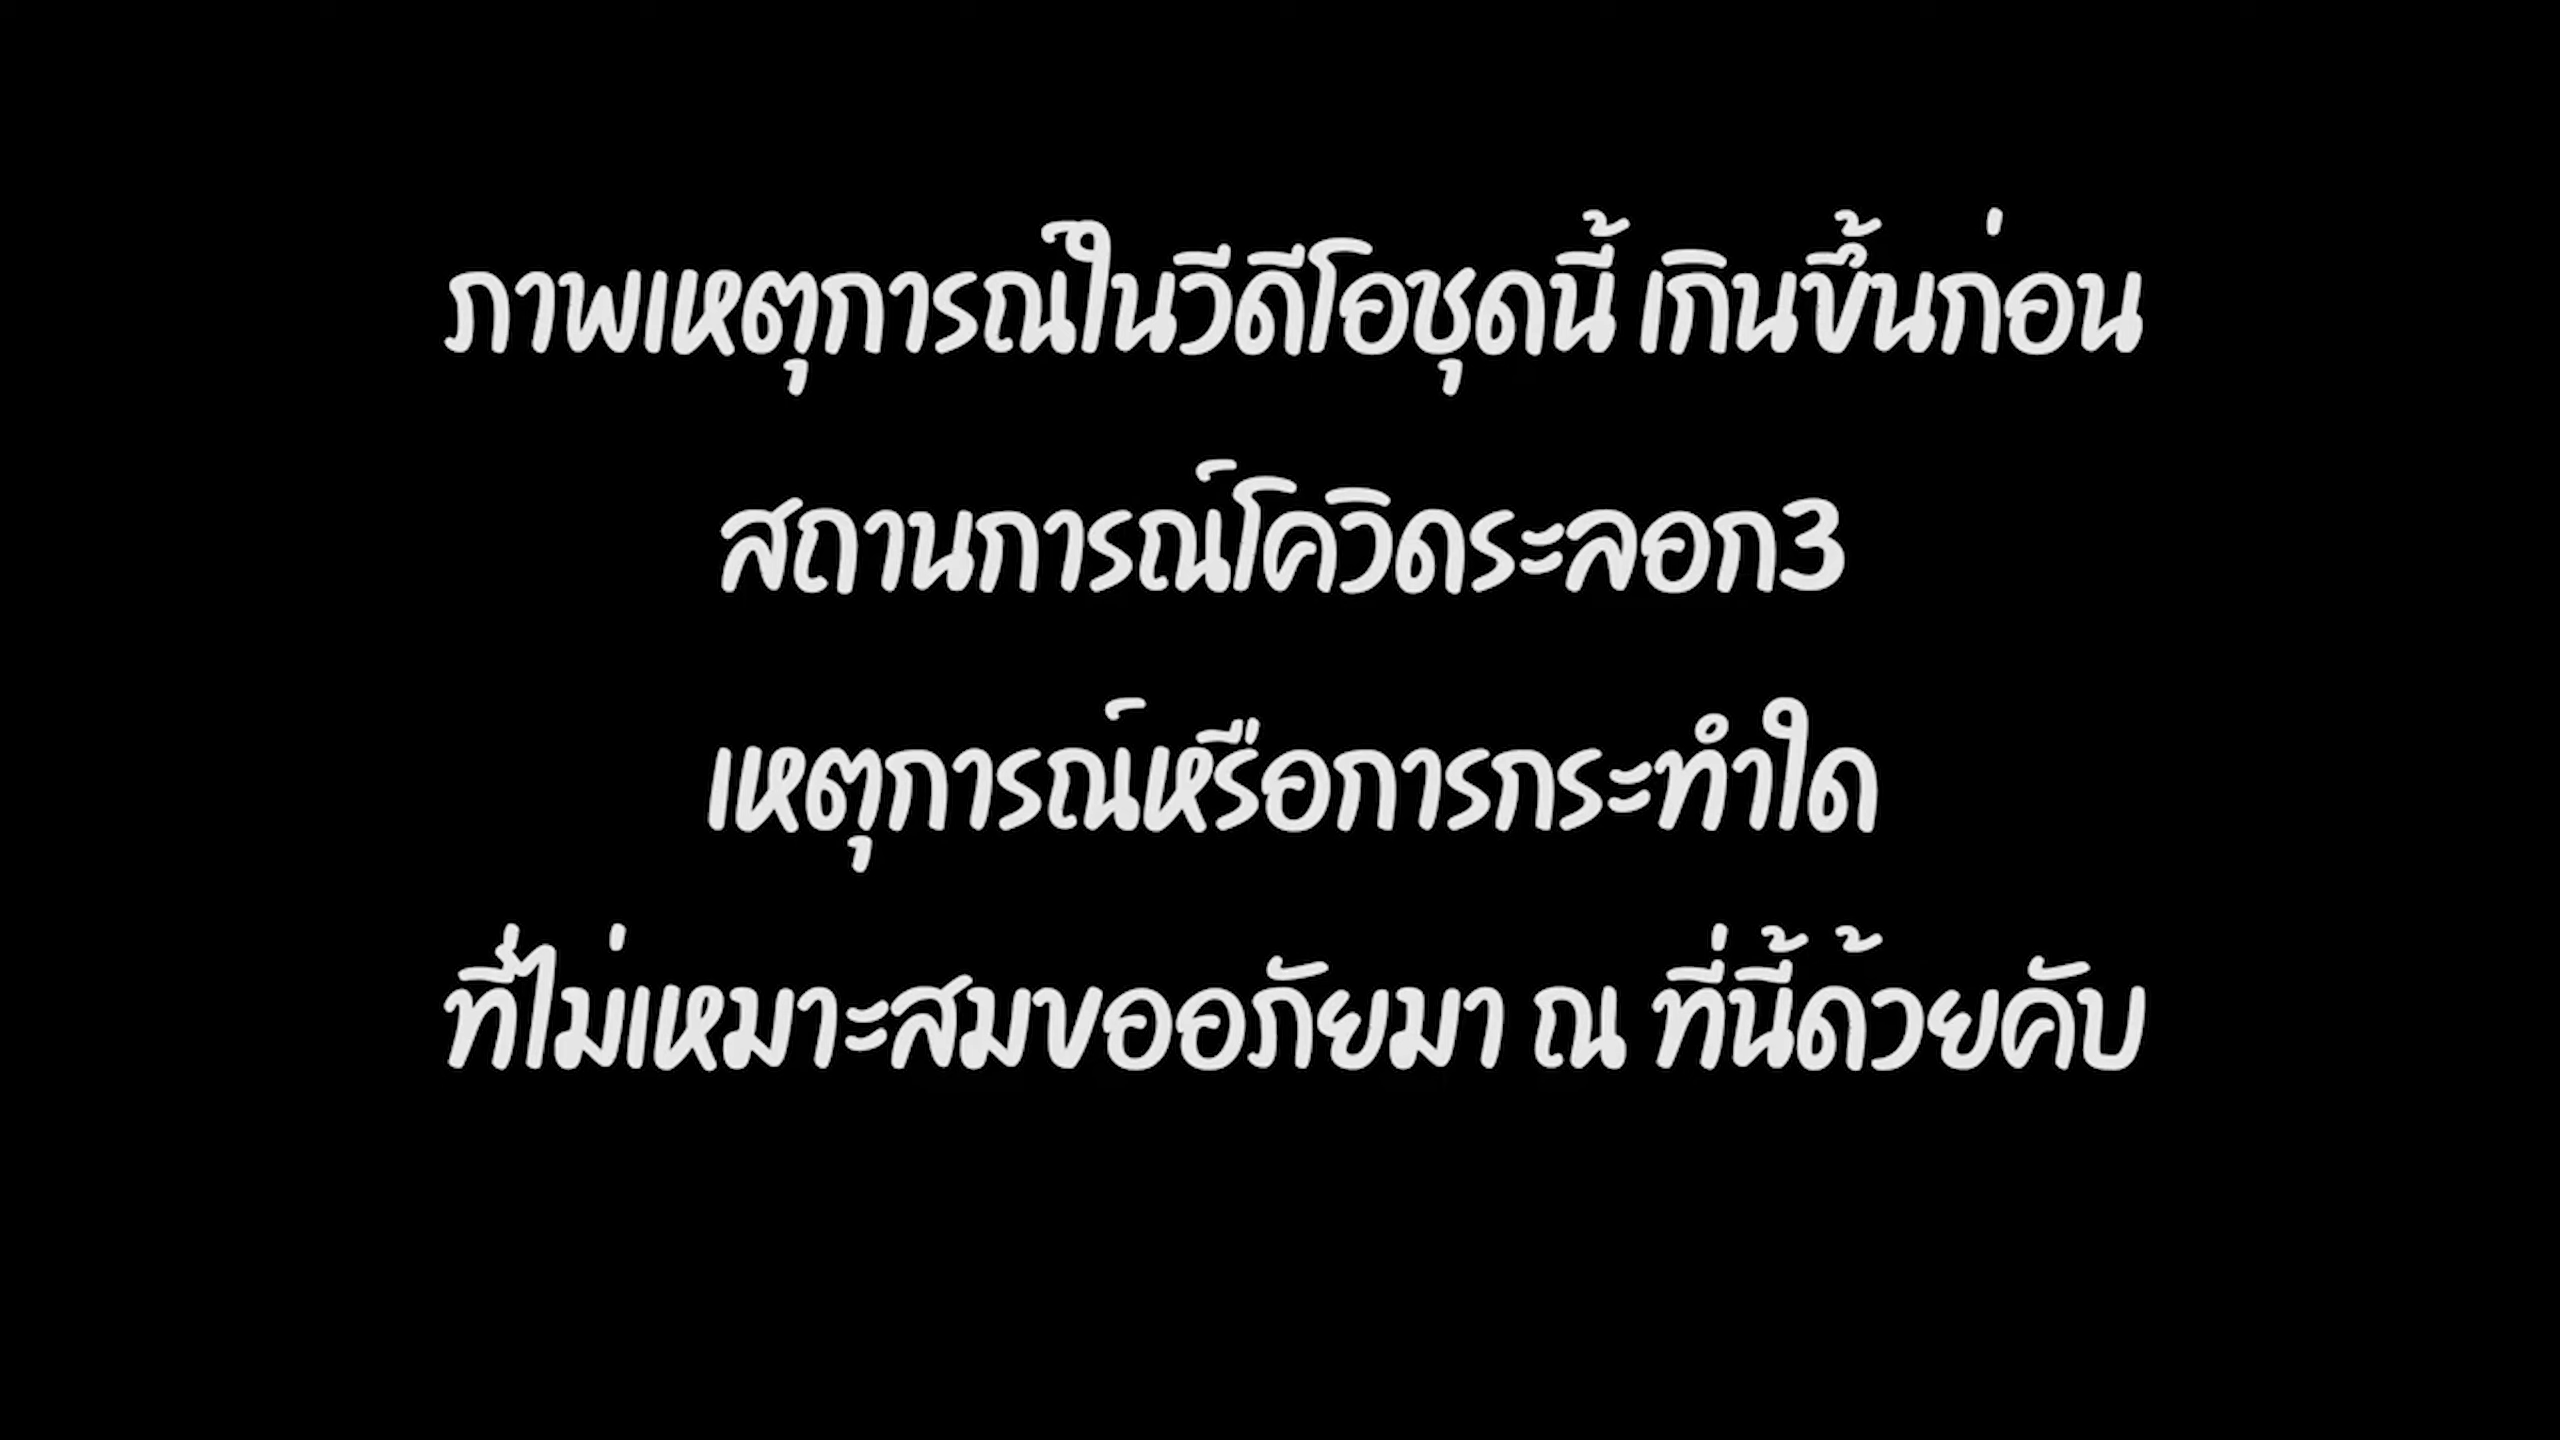 ภาพเหตุการณ์ในวีดีโอชุดนี้ เกินขึ้นก่อน
สถานการณ์โควิดระลอก3
เหตุการณ์หรือการกระทำใด
ที่ไม่เหมาะสมขออภัยมา ณ ที่นี้ด้วยคับ